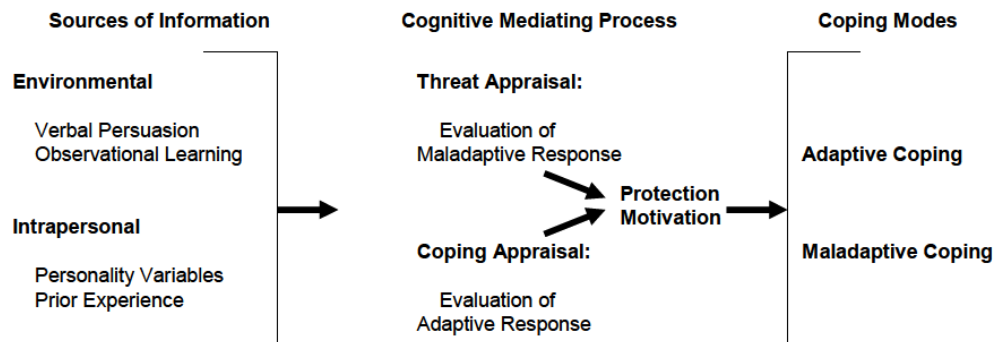 Sources of Information
Cognitive Mediating Process
Coping Modes
Environmental
Verbal Persuasion
Observational Learning
Intrapersonal
Personality Variables
Prior Experience
Threat Appraisal:
Evaluation of
Maladaptive Response
Protection
Motivation
Coping Appraisal:
Evaluation of
Adaptive Response
Adaptive Coping
Maladaptive Coping